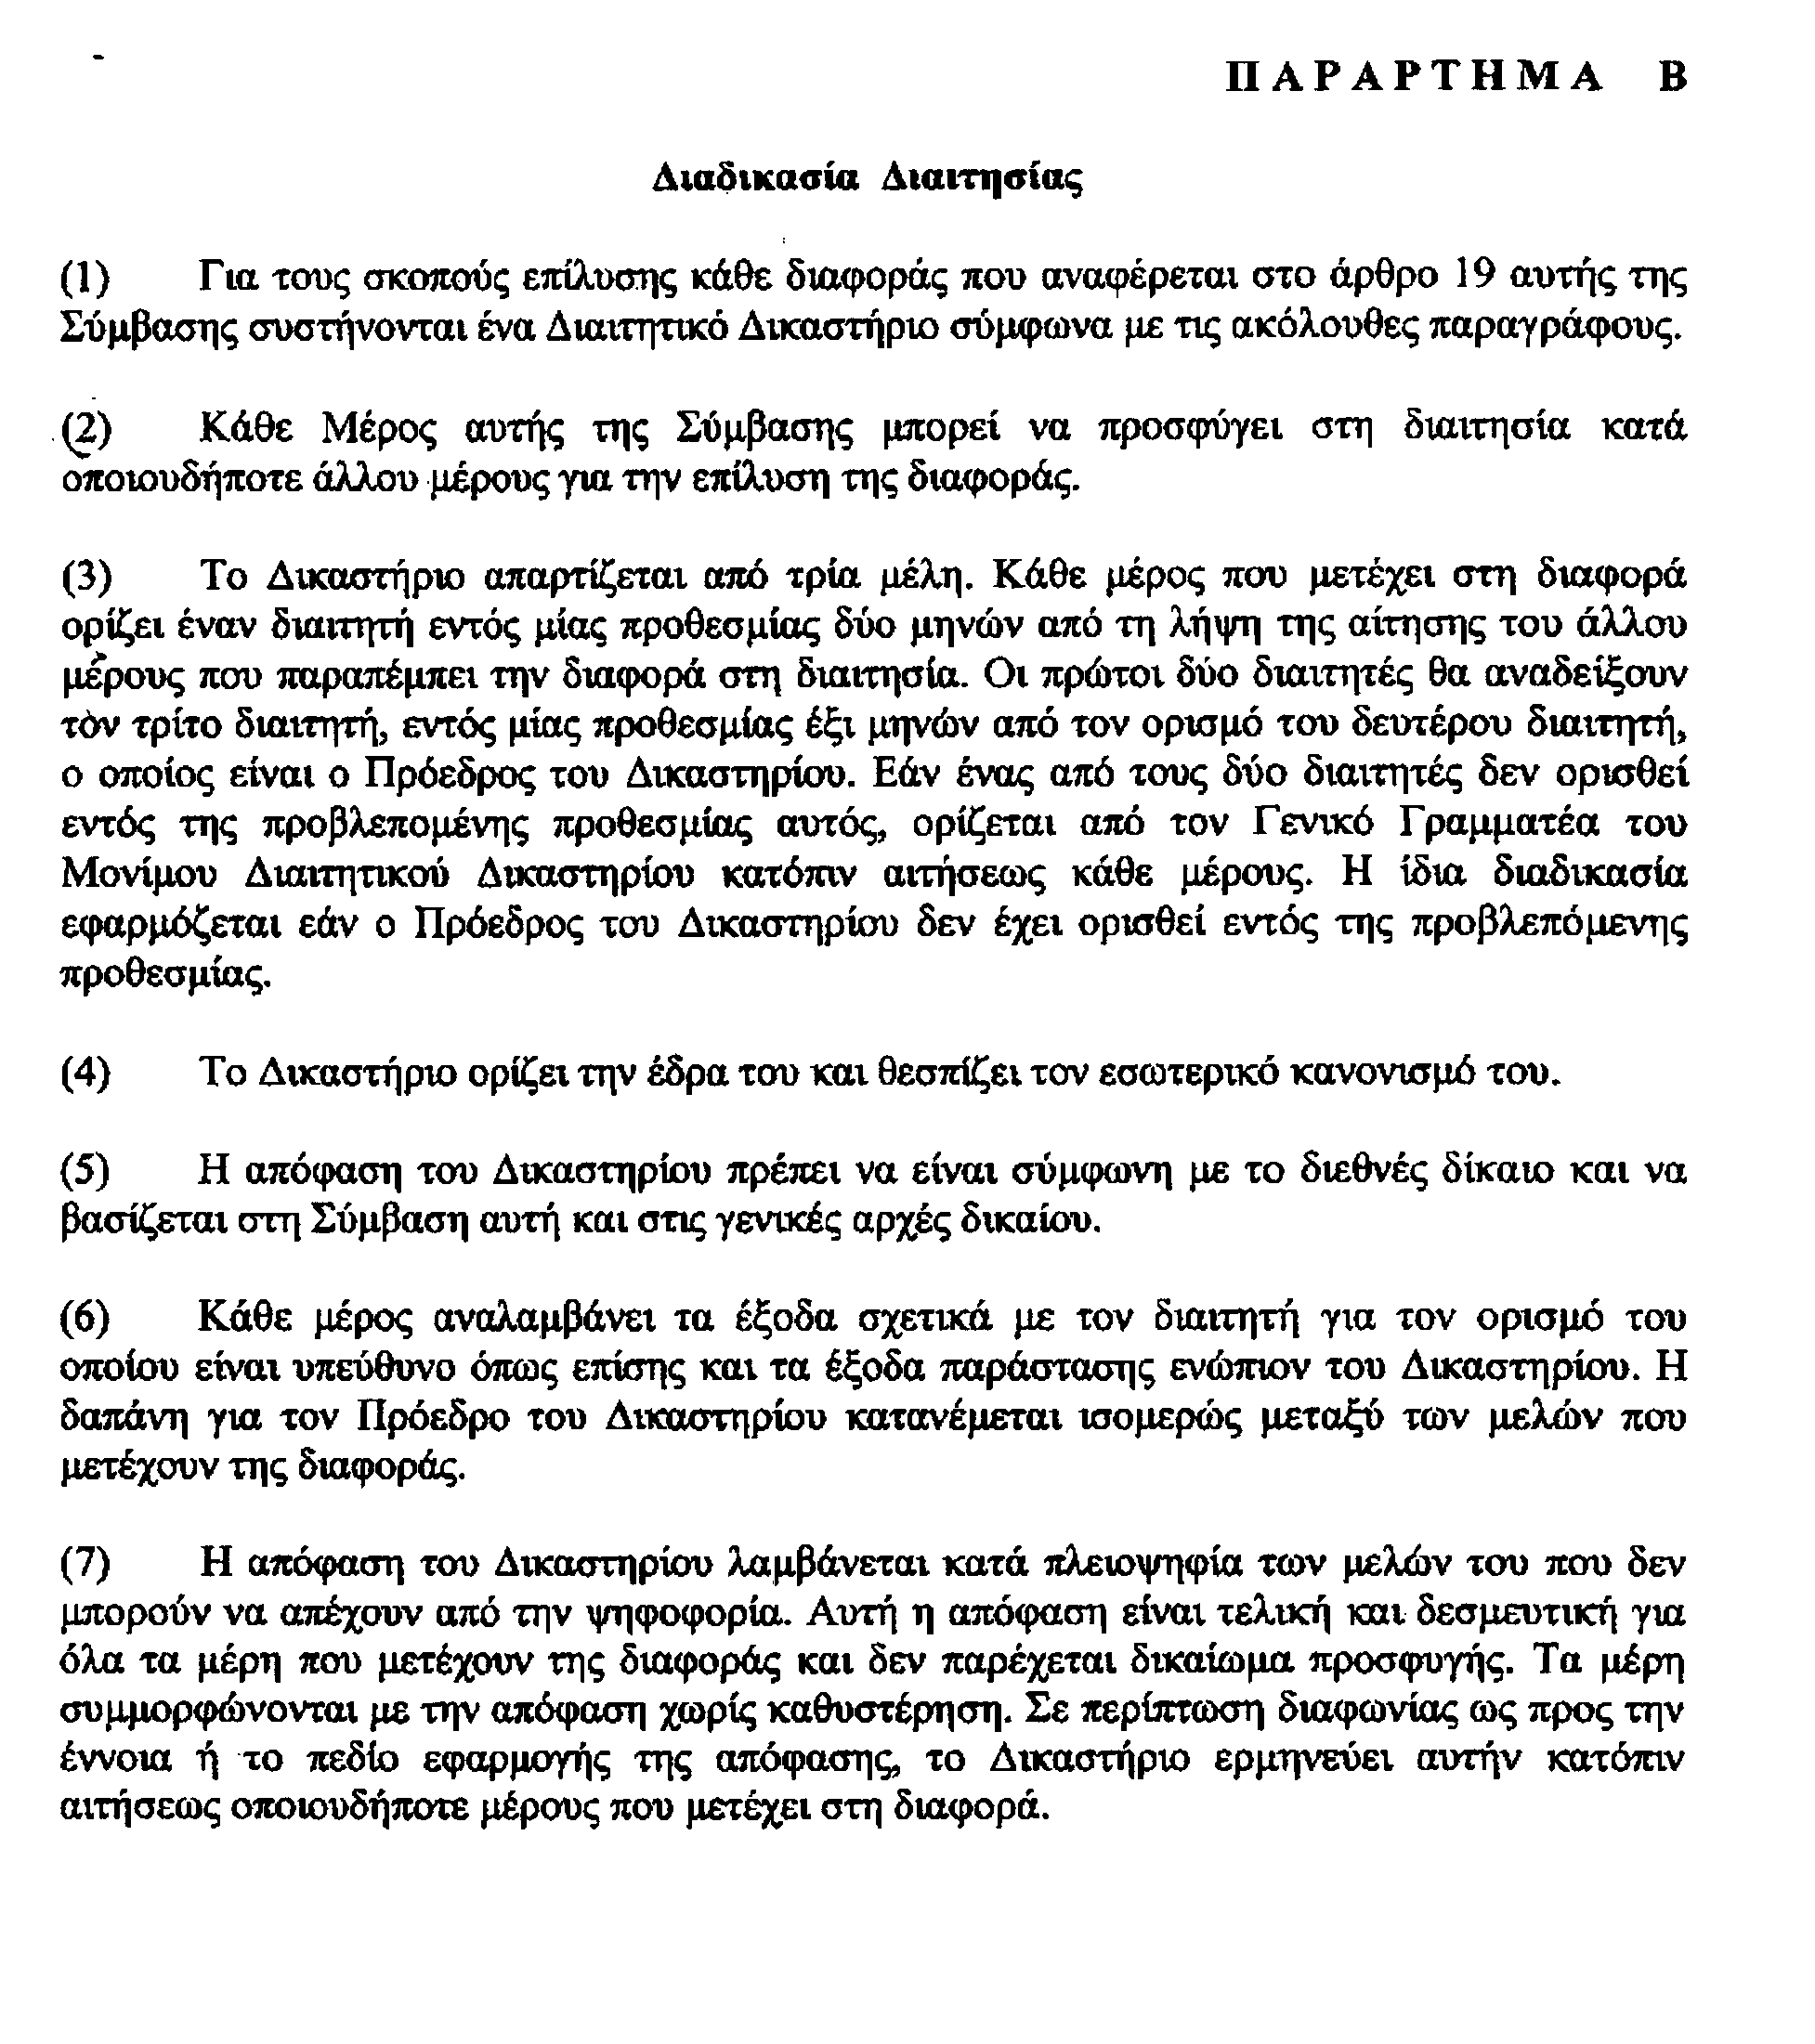 ΠΑΡΑΡΤΗΜΑ Β
Διαδικασία Διαιτησίας
(1) Για τους σκοπούς επίλυσης κάθε διαφοράς που αναφέρεται στο άρθρο 19 αυτής της
Σύμβασης συστήνονται ένα Διαιτητικό Δικαστήριο σύμφωνα με τις ακόλουθες παραγράφους.
(2) Κάθε Μέρος αυτής της Σύμβασης μπορεί να προσφύγει στη διαιτησία κατά
οποιουδήποτε άλλου μέρους για την επίλυση της διαφοράς.
(3) Το Δικαστήριο απαρτίζεται από τρία μέλη. Κάθε μέρος που μετέχει στη διαφορά
ορίζει έναν διαιτητή εντός μίας προθεσμίας δύο μηνών από τη λήψη της αίτησης του άλλου
μέρους που παραπέμπει την διαφορά στη διαιτησία. Οι πρώτοι δύο διαιτητές θα αναδείξουν
τον τρίτο διαιτητή, εντός μίας προθεσμίας έξι μηνών από τον ορισμό του δευτέρου διαιτητή,
ο οποίος είναι ο Πρόεδρος του Δικαστηρίου. Εάν ένας από τους δύο διαιτητές δεν ορισθεί
εντός της προβλεπομένης προθεσμίας αυτός, ορίζεται από τον Γενικό Γραμματέα του
Μονίμου Διαιτητικού Δικαστηρίου κατόπιν αιτήσεως κάθε μέρους. Η ίδια διαδικασία
εφαρμόζεται εάν ο Πρόεδρος του Δικαστηρίου δεν έχει ορισθεί εντός της προβλεπόμενης
προθεσμίας.
(4) Το Δικαστήριο ορίζει την έδρα του και θεσπίζει τον εσωτερικό κανονισμό του.
(5) Η απόφαση του Δικαστηρίου πρέπει να είναι σύμφωνη με το διεθνές δίκαιο και να
βασίζεται στη Σύμβαση αυτή και στις γενικές αρχές δικαίου.
(6) Κάθε μέρος αναλαμβάνει τα έξοδα σχετικά με τον διαιτητή για τον ορισμό του
οποίου είναι υπεύθυνο όπως επίσης και τα έξοδα παράστασης ενώπιον του Δικαστηρίου. Η
δαπάνη για τον Πρόεδρο του Δικαστηρίου κατανέμεται ισομερώς μεταξύ των μελών που
μετέχουν της διαφοράς.
(7) Η απόφαση του Δικαστηρίου λαμβάνεται κατά πλειοψηφία των μελών του που δεν
μπορούν να απέχουν από την ψηφοφορία. Αυτή η απόφαση είναι τελική και δεσμευτική για
όλα τα μέρη που μετέχουν της διαφοράς και δεν παρέχεται δικαίωμα προσφυγής. Τα μέρη
συμμορφώνονται με την απόφαση χωρίς καθυστέρηση. Σε περίπτωση διαφωνίας ως προς την
έννοια ή το πεδίο εφαρμογής της απόφασης, το Δικαστήριο ερμηνεύει αυτήν κατόπιν
αιτήσεως οποιουδήποτε μέρους που μετέχει στη διαφορά.